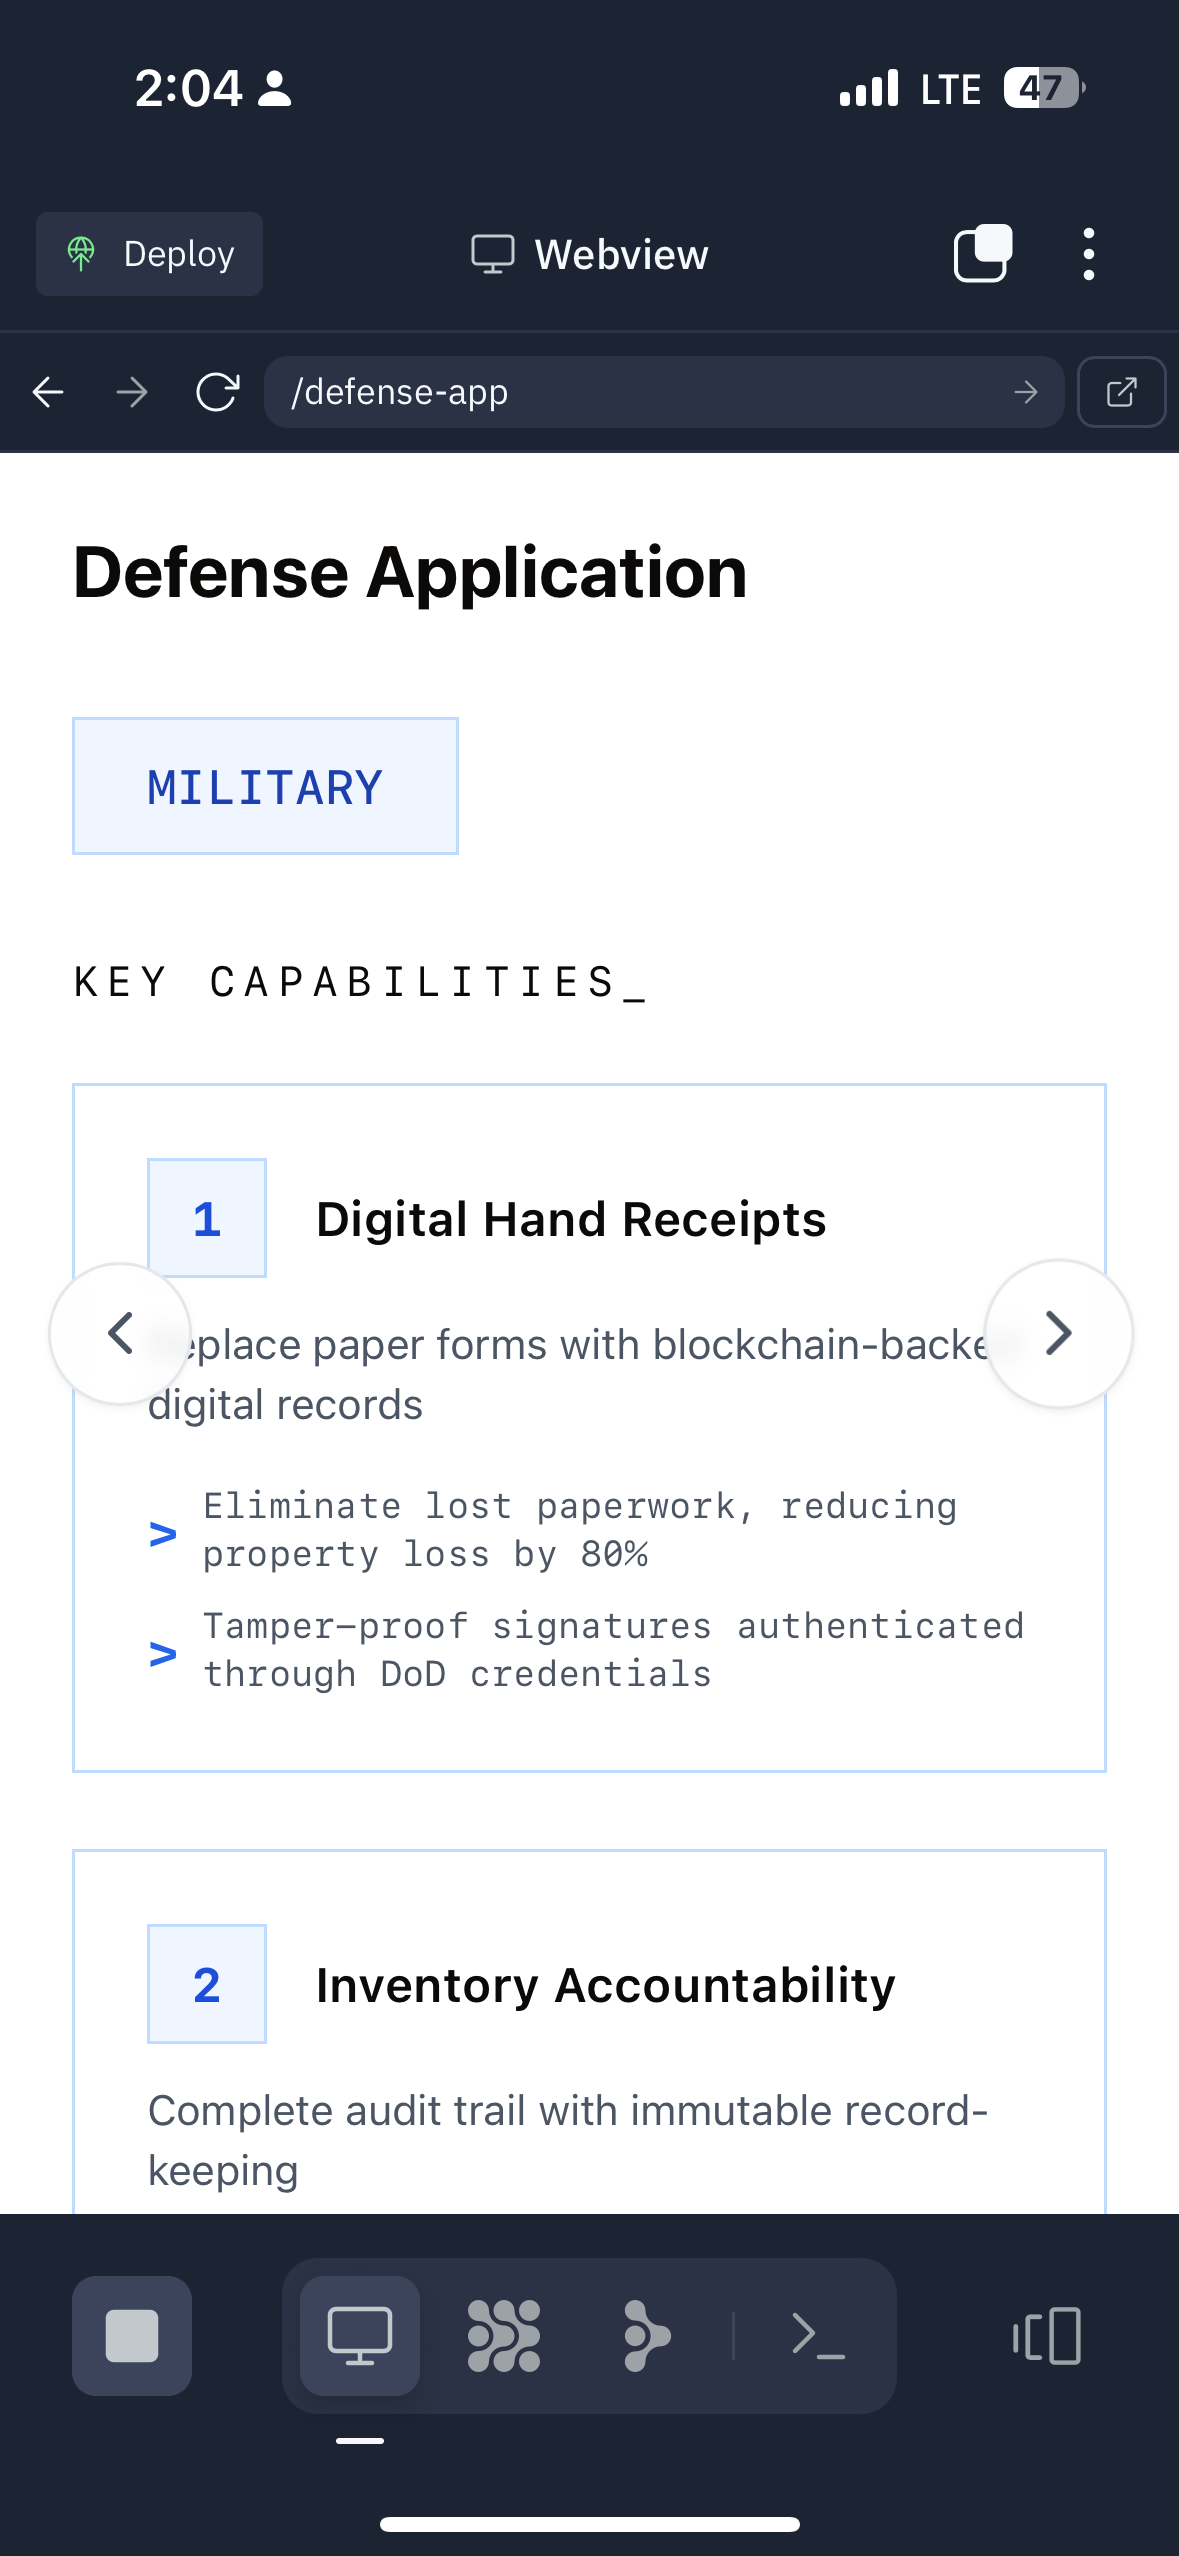 2:04
LTE
47
Deploy
Webview
/defense-app
Defense Application
MILITARY
KEY CAPABILITIES_
1
Digital Hand Receipts
eplace paper forms with blockchain-backe
digital records
> Eliminate lost paperwork, reducing
property loss by 80%
> Tamper-proof signatures authenticated
through DoD credentials
2
Inventory Accountability
Complete audit trail with immutable record-
keeping